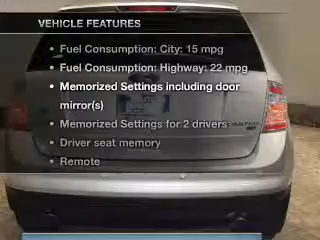 VEHICLE FEATURES
• Fuel Consumption: City: 15 mpg
• Fuel Consumption: Highway: 22 mpg
• Memorized Settings including door
mirror(s)
• Memorized Settings for 2 drivers
• Driver seat memory
• Remote